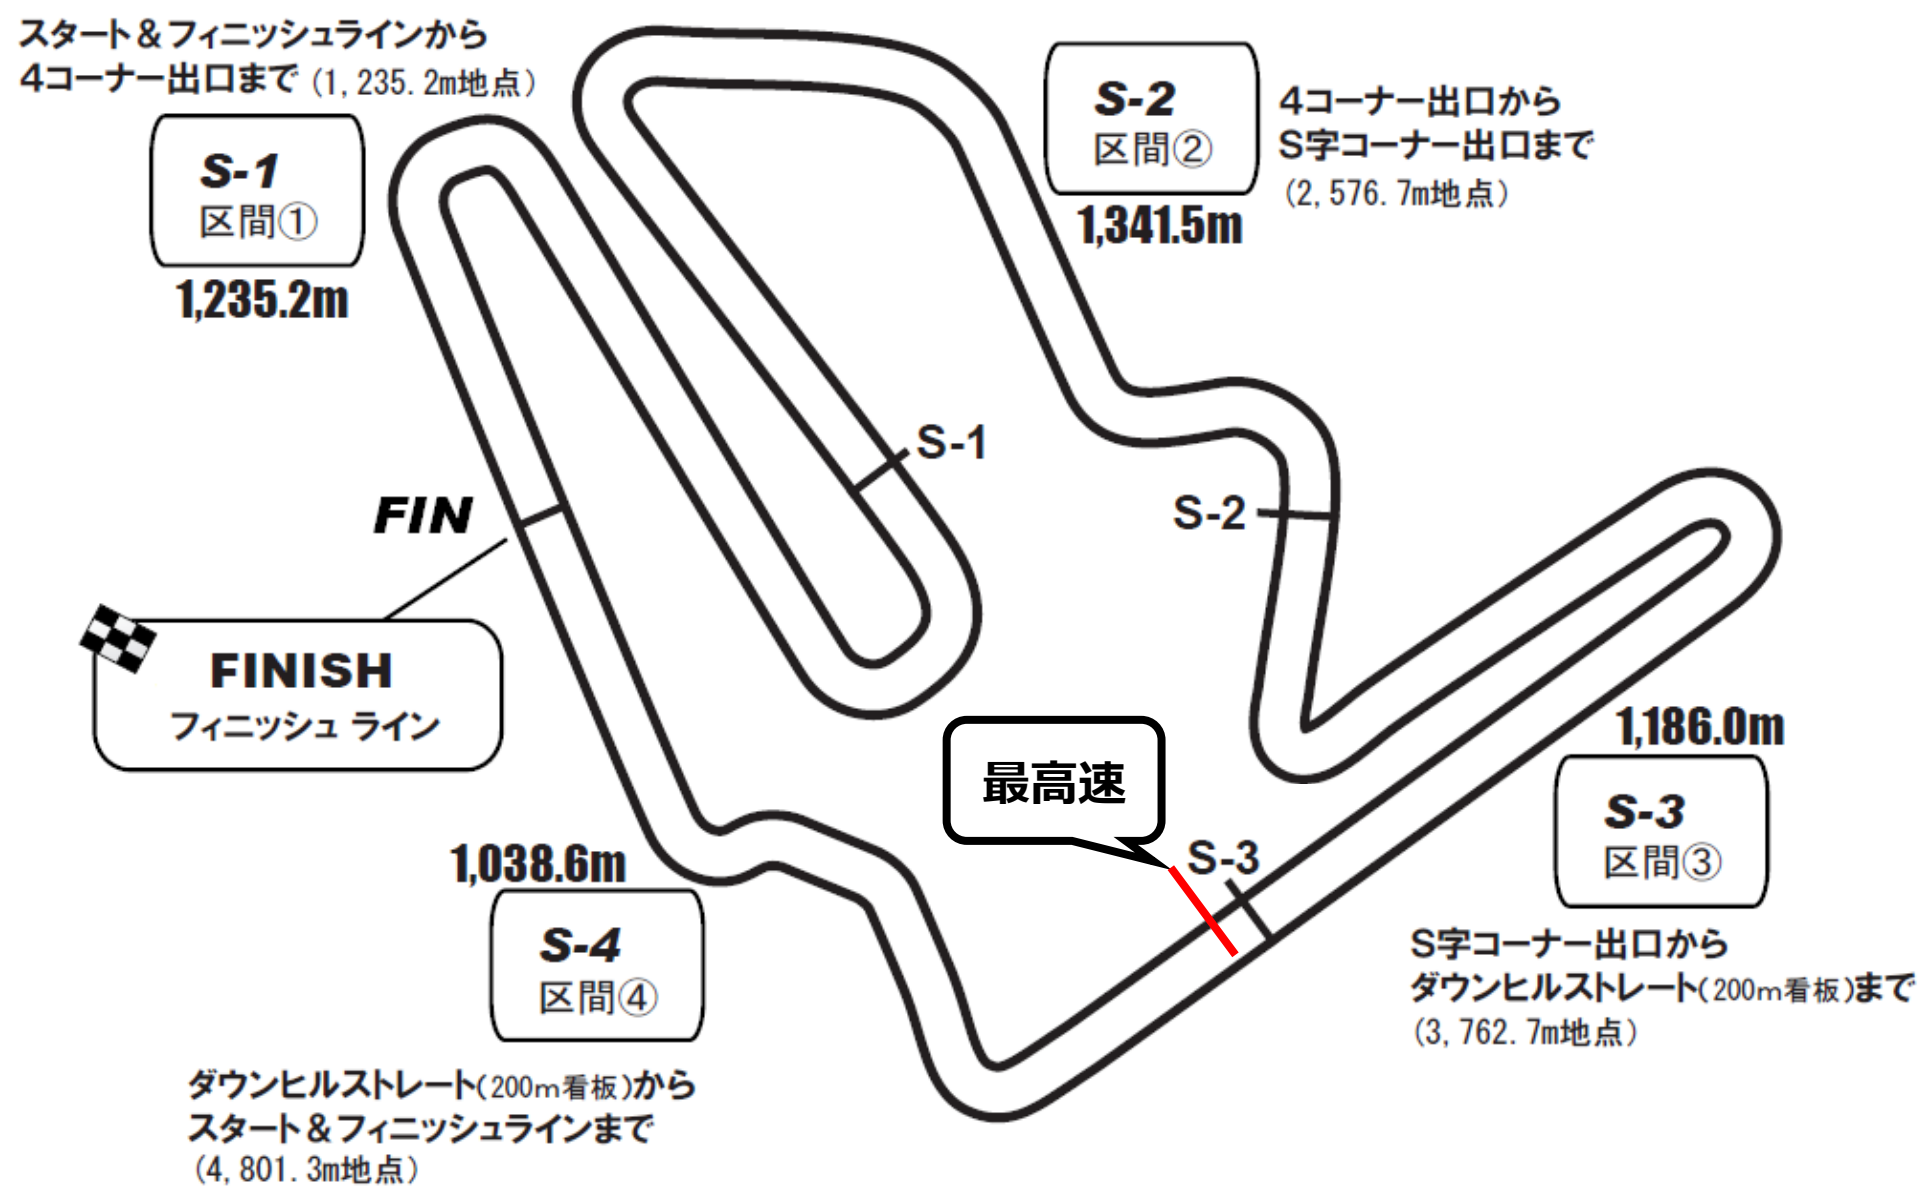 スタート＆フィニッシュラインから
４コーナー出口まで（1,235.2m地点）
S-1
区間①
1,235.2m
S-2
区間②
1,341.5m
４コーナー出口から
S字コーナー出口まで
（2,576.7m地点）
S-1
FIN
S-2
FINISH
フィニッシュ ライン
最高速
S-3
1,186.0m
S-3
区間③
S字コーナー出口から
ダウンヒルストレート（200m看板）まで
（3,762.7m地点）
1,038.6m
S-4
区間④
ダウンヒルストレート（200m看板）から
スタート＆フィニッシュラインまで
（4,801.3m地点）